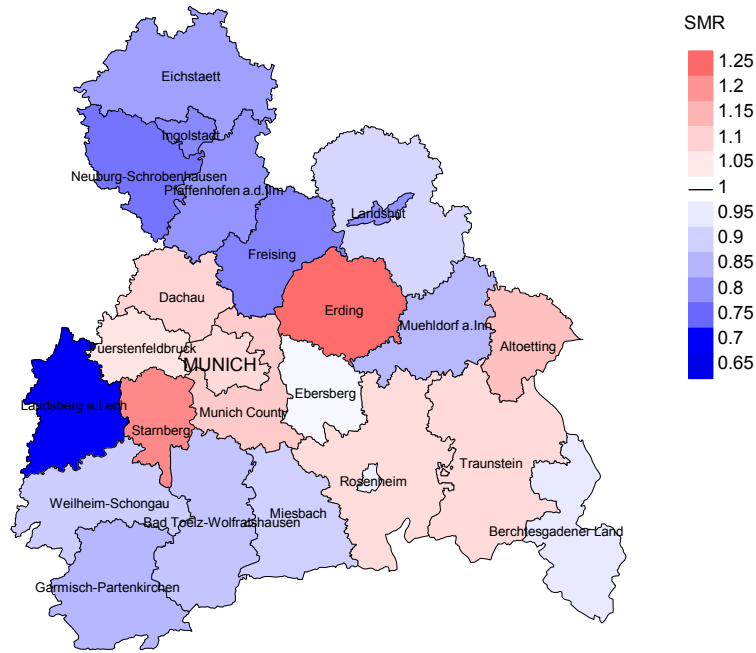 SMR
1.25
1.2
1.15
1.1
1.05
1
0.95
0.9
0.85
0.8
0.75
0.7
0.65
Eichstaett
Ingolstadt
Neuburg-Schrobenhausen
Pfaffenhofen a.d.Ilm
Landshut
Freising
Dachau
Erding
Muehldorf a.Inn
Altoetting
Fuerstenfeldbruck
MUNICH
Ebersberg
Landsberg a.Lech
Munich County
Starnberg
Traunstein
Rosenheim
Weilheim-Schongau
Miesbach
Bad Toelz-Wolfratshausen
Berchtesgadener Land
Garmisch-Partenkirchen